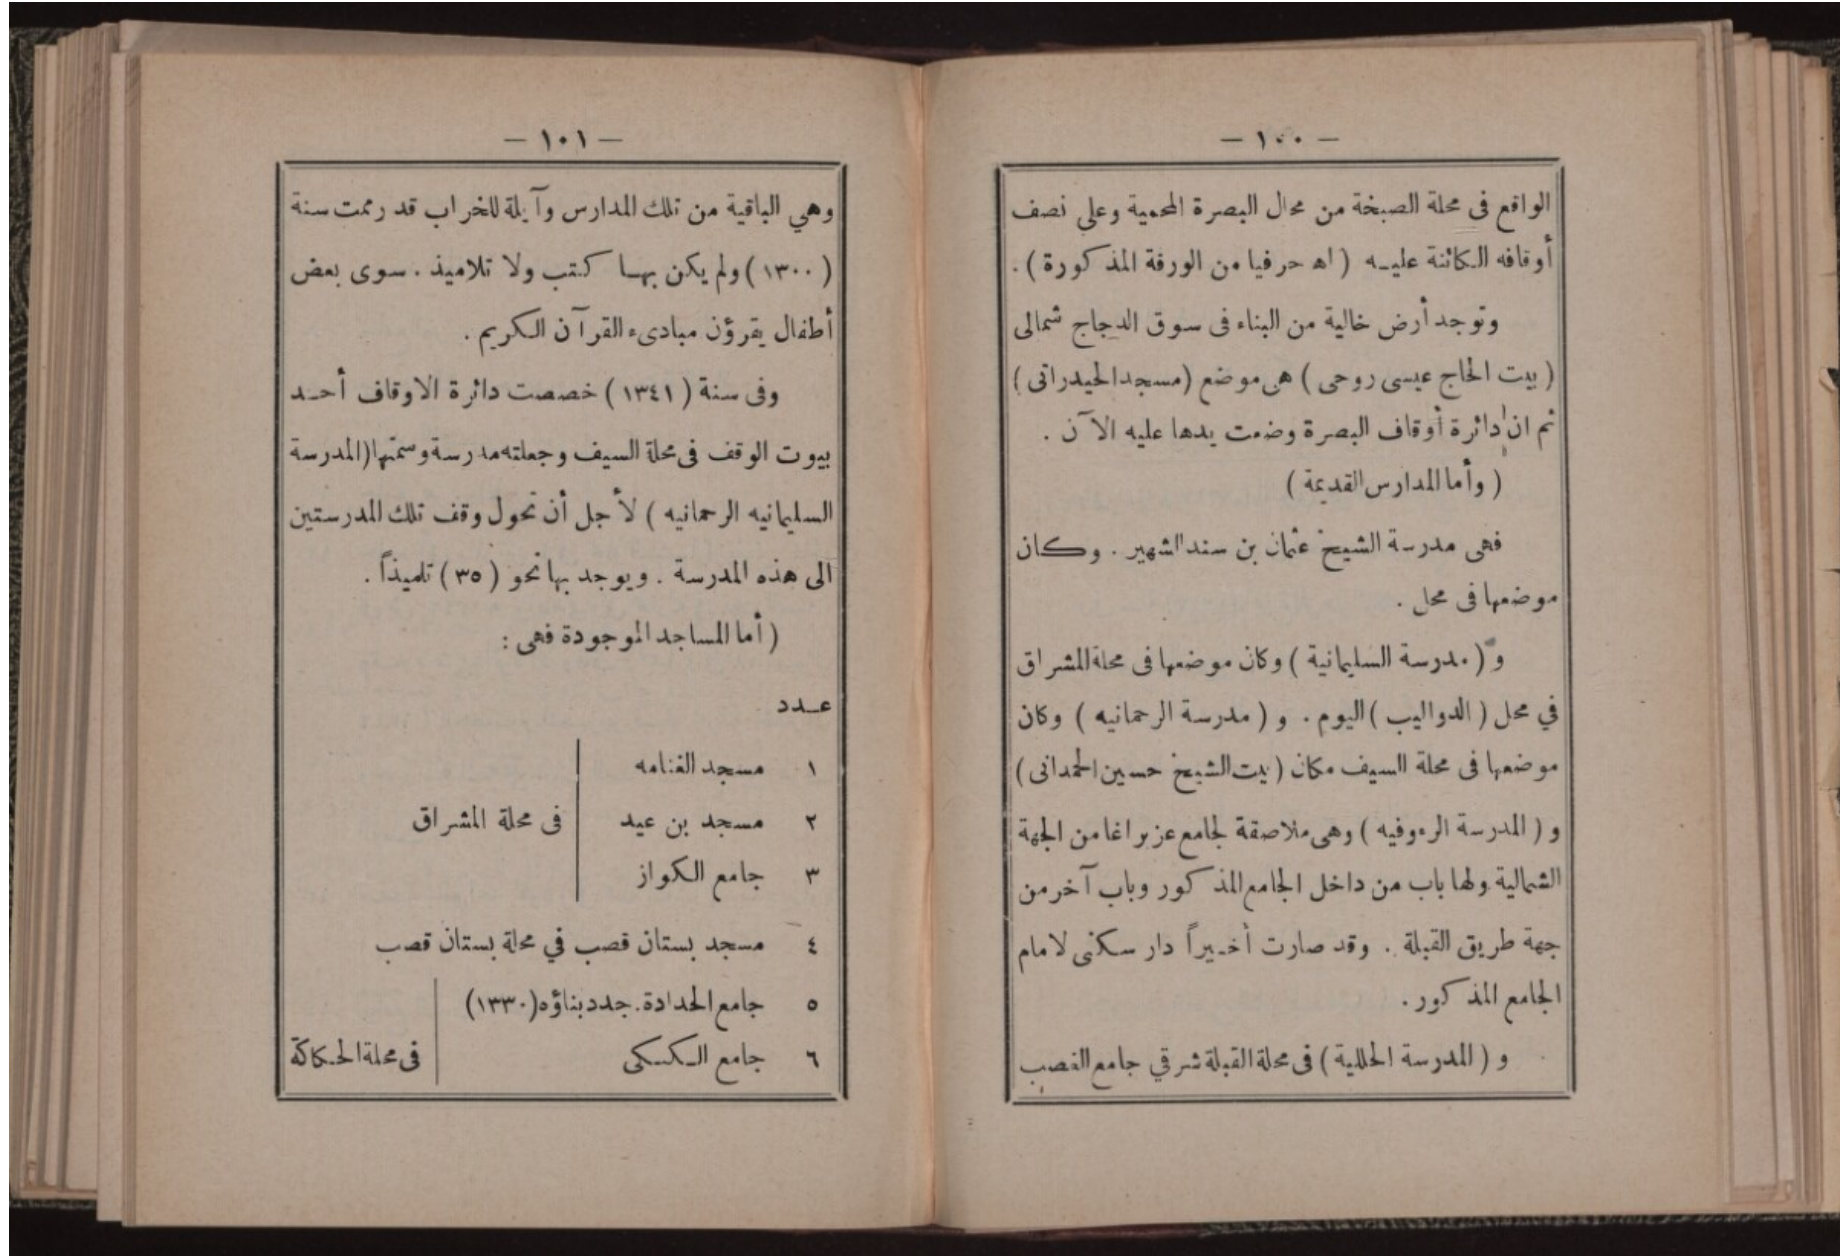 — ١٠٠ —
الواقع فى محلة الصبخة من محال البصرة المحمية وعلى نصف
أوقافه الكائنة عليه ( اه حرفيا من الورقة المذكورة ) .
وتوجد أرض خالية من البناء فى سوق الدجاج شمالى
( بيت الحاج عيسى روحى ) هى موضع ( مسجد الحيدراتى )
ثم ان دائرة أوقاف البصرة وضعت يدها عليه الآن .
( وأما المدارس القديمة )
فهى مدرسة الشيخ عثمان بن سند الشهير . وكان
موضعها فى محل .
و ( مدرسة السليمانية ) وكان موضعها فى محلة المشراق
في محل ( الدواليب ) اليوم . و ( مدرسة الرحمانيه ) وكان
موضعها فى محلة السيف مكان ( بيت الشيخ حسين الحمدانى )
و ( المدرسة الرءوفيه ) وهى ملاصقة لجامع عزبر اغا من الجهة
الشمالية ولها باب من داخل الجامع المذكور وباب آخر من
جهة طريق القبلة . وقد صارت أخيراً دار سكنى لامام
الجامع المذكور .
و ( المدرسة الحللية ) فى محلة القبلة شرقي جامع القصب
— ١٠١ —
وهي الباقية من تلك المدارس وآيلة للخراب قد رممت سنة
( ١٣٠٠ ) ولم يكن بها كتب ولا تلاميذ . سوى بعض
أطفال يقرؤن مبادىء القرآن الكريم .
وفى سنة ( ١٣٤١ ) خصصت دائرة الاوقاف أحد
بيوت الوقف فى محلة السيف وجعلته مدرسة وسمتها ( المدرسة
السليمانيه الرحمانيه ) لأجل أن تحول وقف تلك المدرستين
الى هذه المدرسة . ويوجد بها نحو ( ٣٥ ) تلميذاً .
( أما المساجد الموجودة فهى :
عدد
١ مسجد الغنامه
٢ مسجد بن عيد فى محلة المشراق
٣ جامع الكواز
٤ مسجد بستان قصب في محلة بستان قصب
٥ جامع الحدادة . جدد بناؤه ( ١٣٣٠ )
٦ جامع الكسكى فى محلة الحكاكة